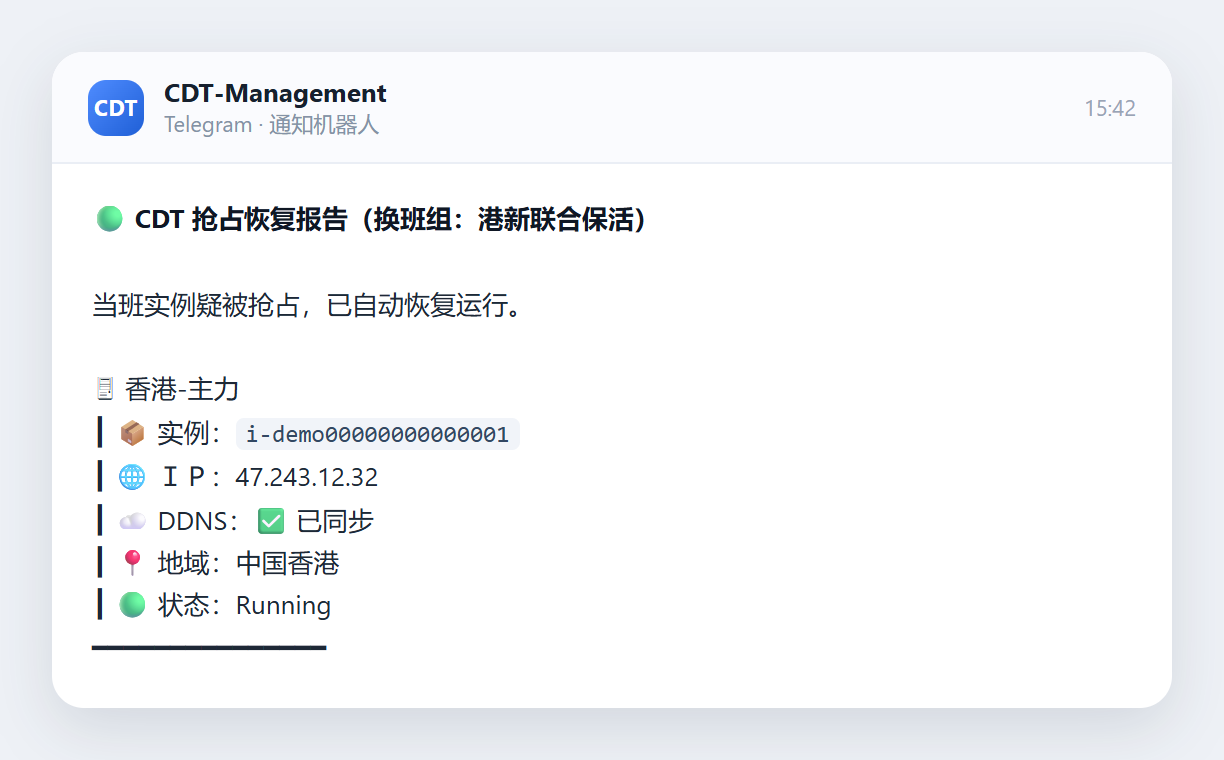 CDT
CDT-Management
Telegram · 通知机器人
15:42
🟢 CDT 抢占恢复报告（换班组：港新联合保活）
当班实例疑被抢占，已自动恢复运行。
🧾 香港-主力
┃ 📦 实例：i-demo00000000000001
┃ 🌐 ＩＰ：47.243.12.32
┃ ☁️ DDNS：✅ 已同步
┃ 📍 地域：中国香港
┃ 🟢 状态：Running
━━━━━━━━━